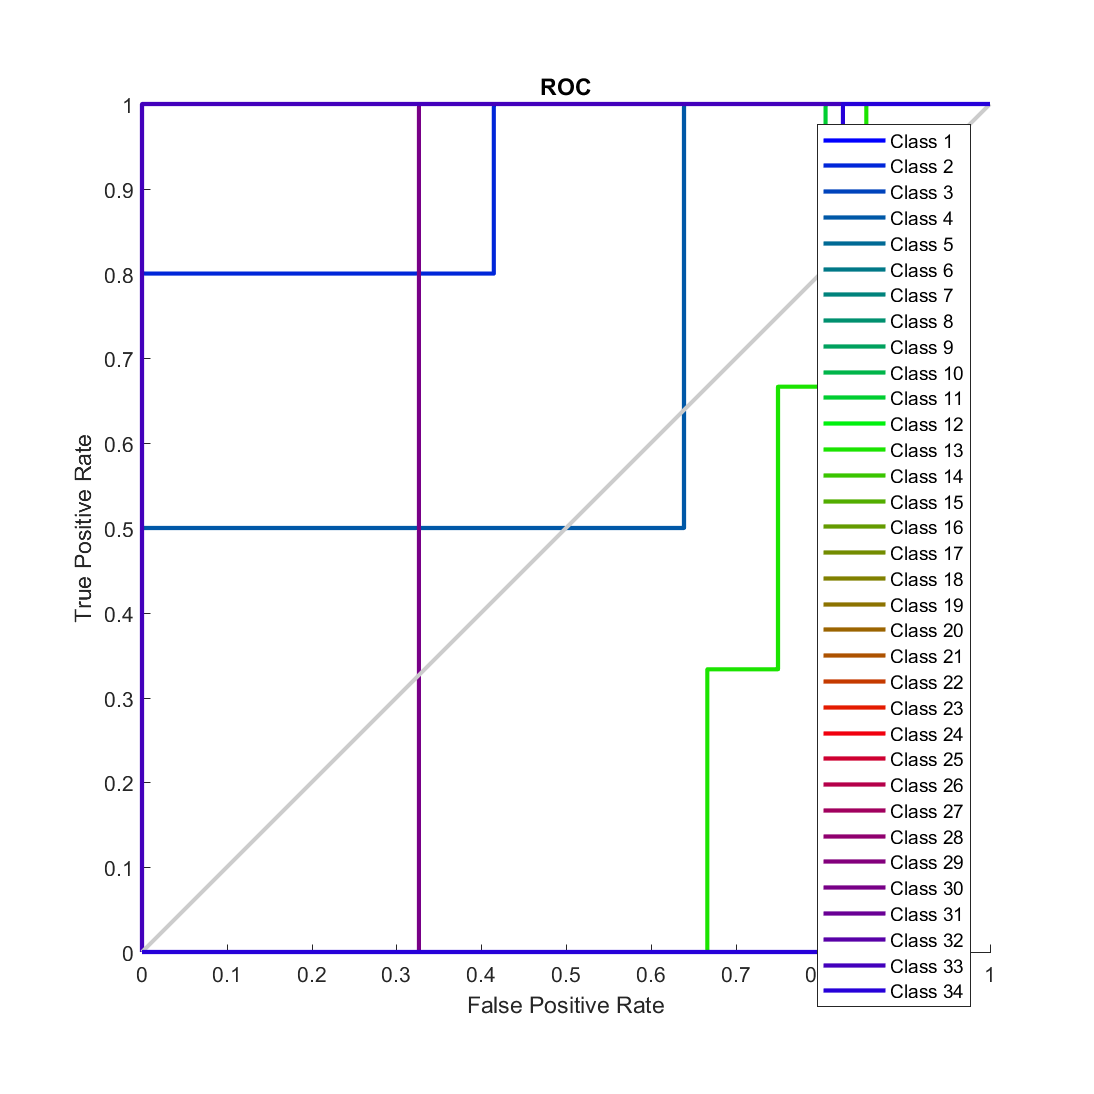 ROC
1
0.9
0.8
0.7
0.6
0.5
0.4
0.3
0.2
0.1
0
True Positive Rate
Class 1
Class 2
Class 3
Class 4
Class 5
Class 6
Class 7
Class 8
Class 9
Class 10
Class 11
Class 12
Class 13
Class 14
Class 15
Class 16
Class 17
Class 18
Class 19
Class 20
Class 21
Class 22
Class 23
Class 24
Class 25
Class 26
Class 27
Class 28
Class 29
Class 30
Class 31
Class 32
Class 33
Class 34
0 0.1 0.2 0.3 0.4 0.5 0.6 0.7 1
False Positive Rate